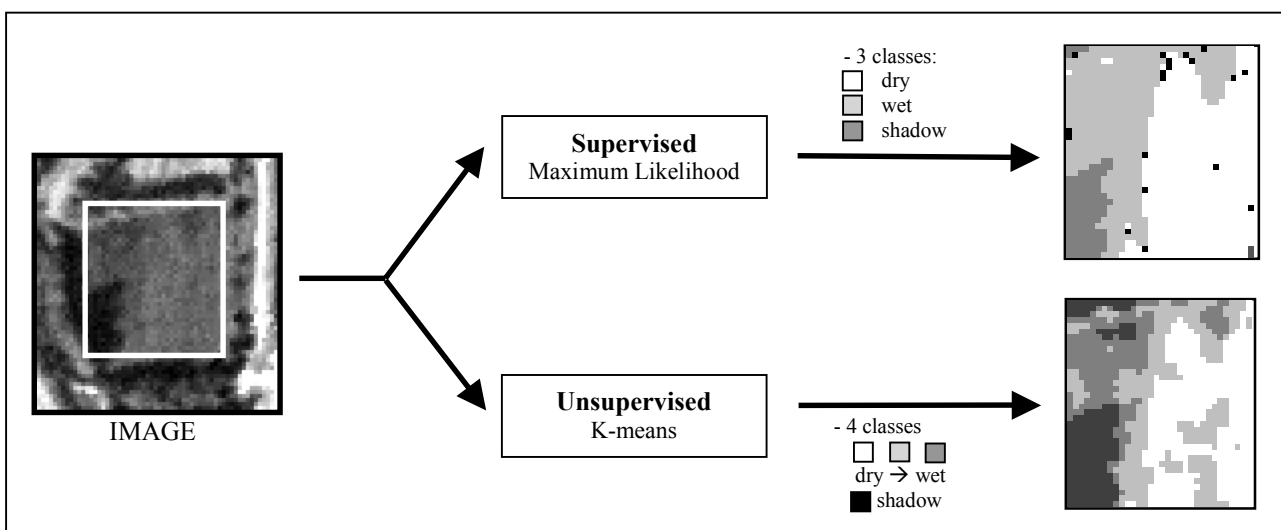 - 3 classes:
dry
wet
shadow
Supervised
Maximum Likelihood
IMAGE
Unsupervised
K-means
- 4 classes
dry → wet
shadow